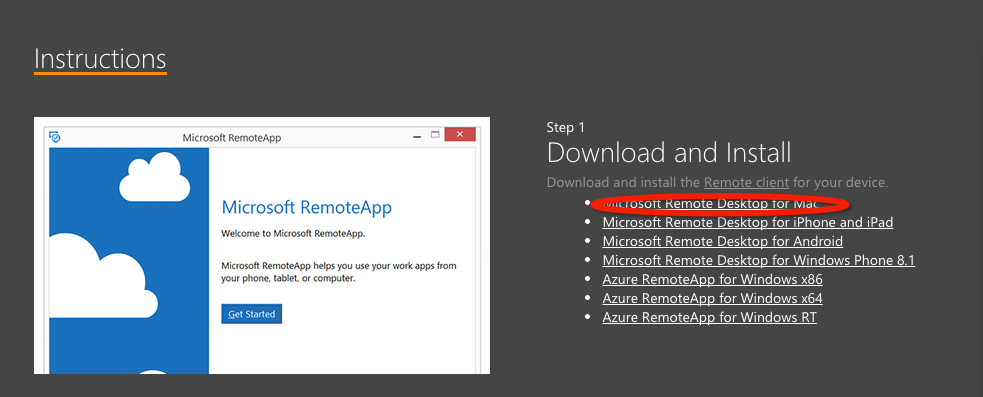 Instructions
Microsoft RemoteApp
Microsoft RemoteApp
Welcome to Microsoft RemoteApp.
Microsoft RemoteApp helps you use your work apps from
your phone, tablet, or computer.
Get Started
Step 1
Download and Install
Download and install the Remote client for your device.
• Microsoft Remote Desktop for Mac
• Microsoft Remote Desktop for iPhone and iPad
• Microsoft Remote Desktop for Android
• Microsoft Remote Desktop for Windows Phone 8.1
• Azure RemoteApp for Windows x86
• Azure RemoteApp for Windows x64
• Azure RemoteApp for Windows RT